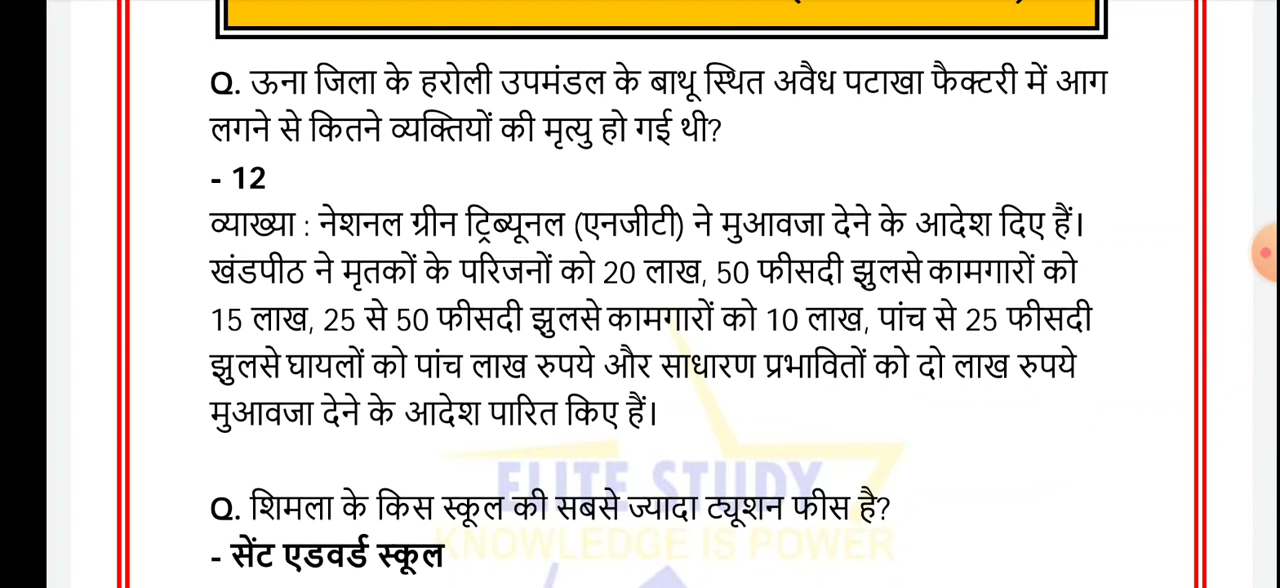 Q. ऊना जिला के हरोली उपमंडल के बाथू स्थित अवैध पटाखा फैक्टरी में आग
लगने से कितने व्यक्तियों की मृत्यु हो गई थी?
- 12
व्याख्या : नेशनल ग्रीन ट्रिब्यूनल (एनजीटी) ने मुआवजा देने के आदेश दिए हैं।
खंडपीठ ने मृतकों के परिजनों को 20 लाख, 50 फीसदी झुलसे कामगारों को
15 लाख, 25 से 50 फीसदी झुलसे कामगारों को 10 लाख, पांच से 25 फीसदी
झुलसे घायलों को पांच लाख रुपये और साधारण प्रभावितों को दो लाख रुपये
मुआवजा देने के आदेश पारित किए हैं।
ELITE STUDY
Q. शिमला के किस स्कूल की सबसे ज्यादा ट्यूशन फीस है?
KNOWLEDGE IS POWER
- सेंट एडवर्ड स्कूल